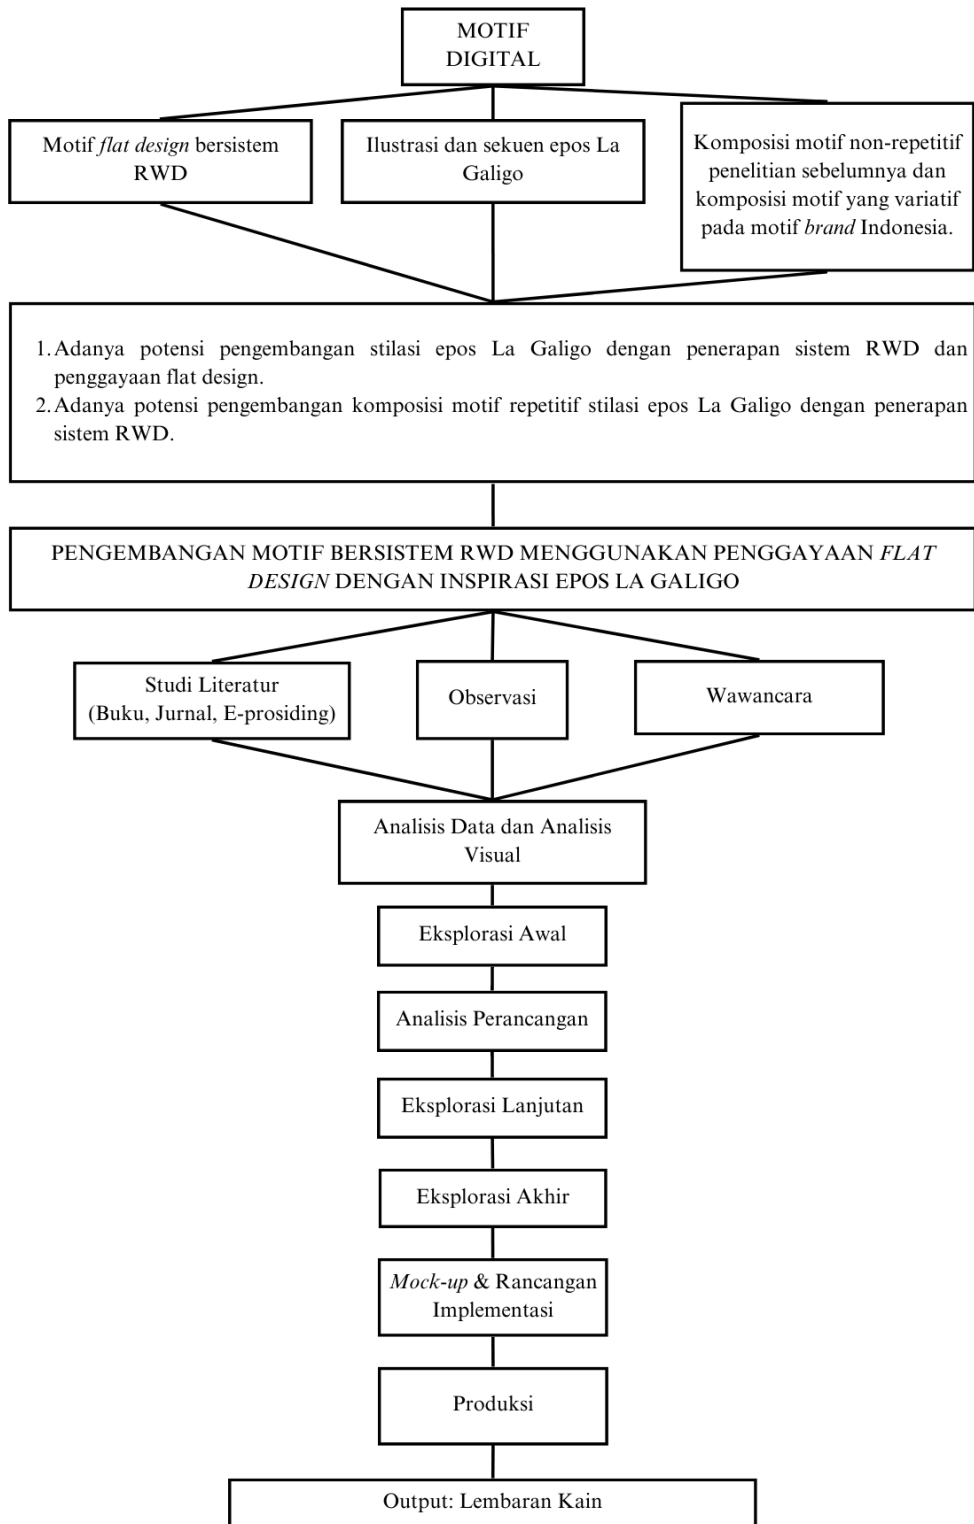 MOTIF
DIGITAL
Motif flat design bersistem
RWD
Ilustrasi dan sekuen epos La
Galigo
Komposisi motif non-repetitif
penelitian sebelumnya dan
komposisi motif yang variatif
pada motif brand Indonesia.
1. Adanya potensi pengembangan stilasi epos La Galigo dengan penerapan sistem RWD dan
penggayaan flat design.
2. Adanya potensi pengembangan komposisi motif repetitif stilasi epos La Galigo dengan penerapan
sistem RWD.
PENGEMBANGAN MOTIF BERSISTEM RWD MENGGUNAKAN PENGGAYAAN FLAT
DESIGN DENGAN INSPIRASI EPOS LA GALIGO
Studi Literatur
(Buku, Jurnal, E-prosiding)
Observasi
Wawancara
Analisis Data dan Analisis
Visual
Eksplorasi Awal
Analisis Perancangan
Eksplorasi Lanjutan
Eksplorasi Akhir
Mock-up & Rancangan
Implementasi
Produksi
Output: Lembaran Kain